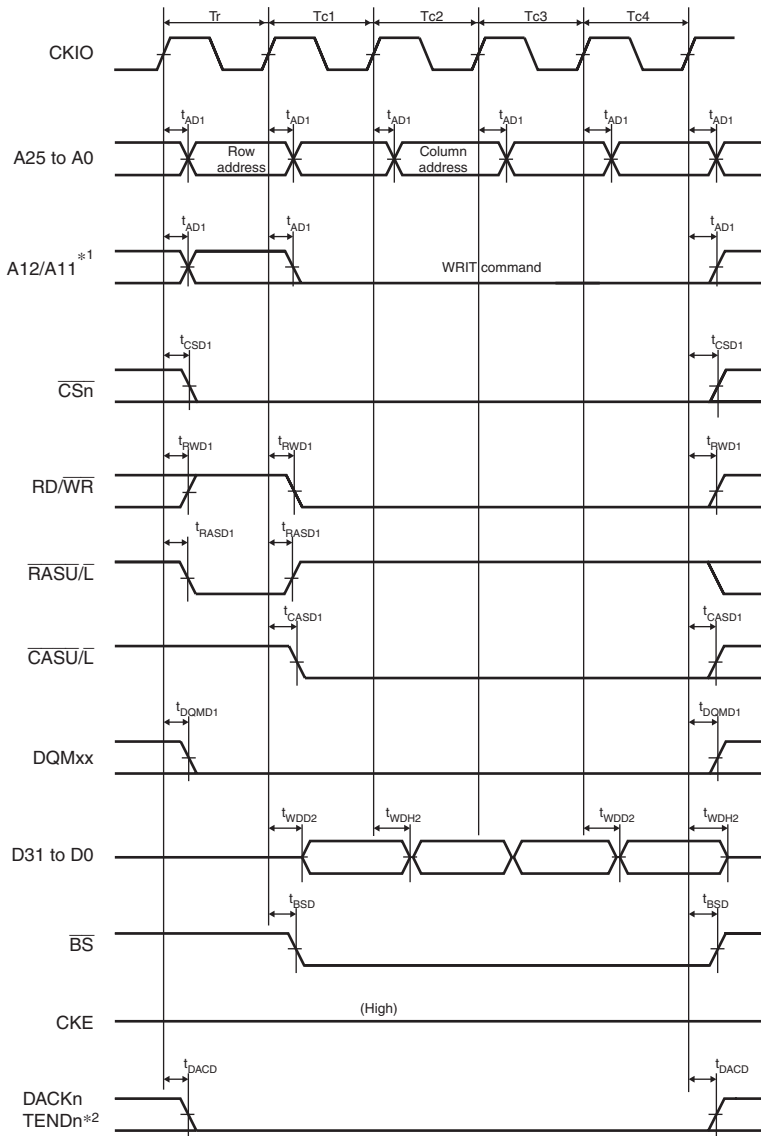 Tr Tc1 Tc2 Tc3 Tc4
CKIO
tAD1 tAD1 tAD1 tAD1 tAD1 tAD1
A25 to A0
Row address
Column address
tAD1 tAD1 tAD1
A12/A11*1
WRIT command
tCSD1 tCSD1
CSn
tRWD1 tRWD1 tRWD1
RD/WR
tRASD1 tRASD1
RASU/L
tCASD1 tCASD1
CASU/L
tDQMD1 tDQMD1
DQMxx
tWDD2 tWDH2 tWDD2 tWDH2
D31 to D0
tBSD tBSD
BS
(High)
CKE
tDACD tDACD
DACKn
TENDn*2